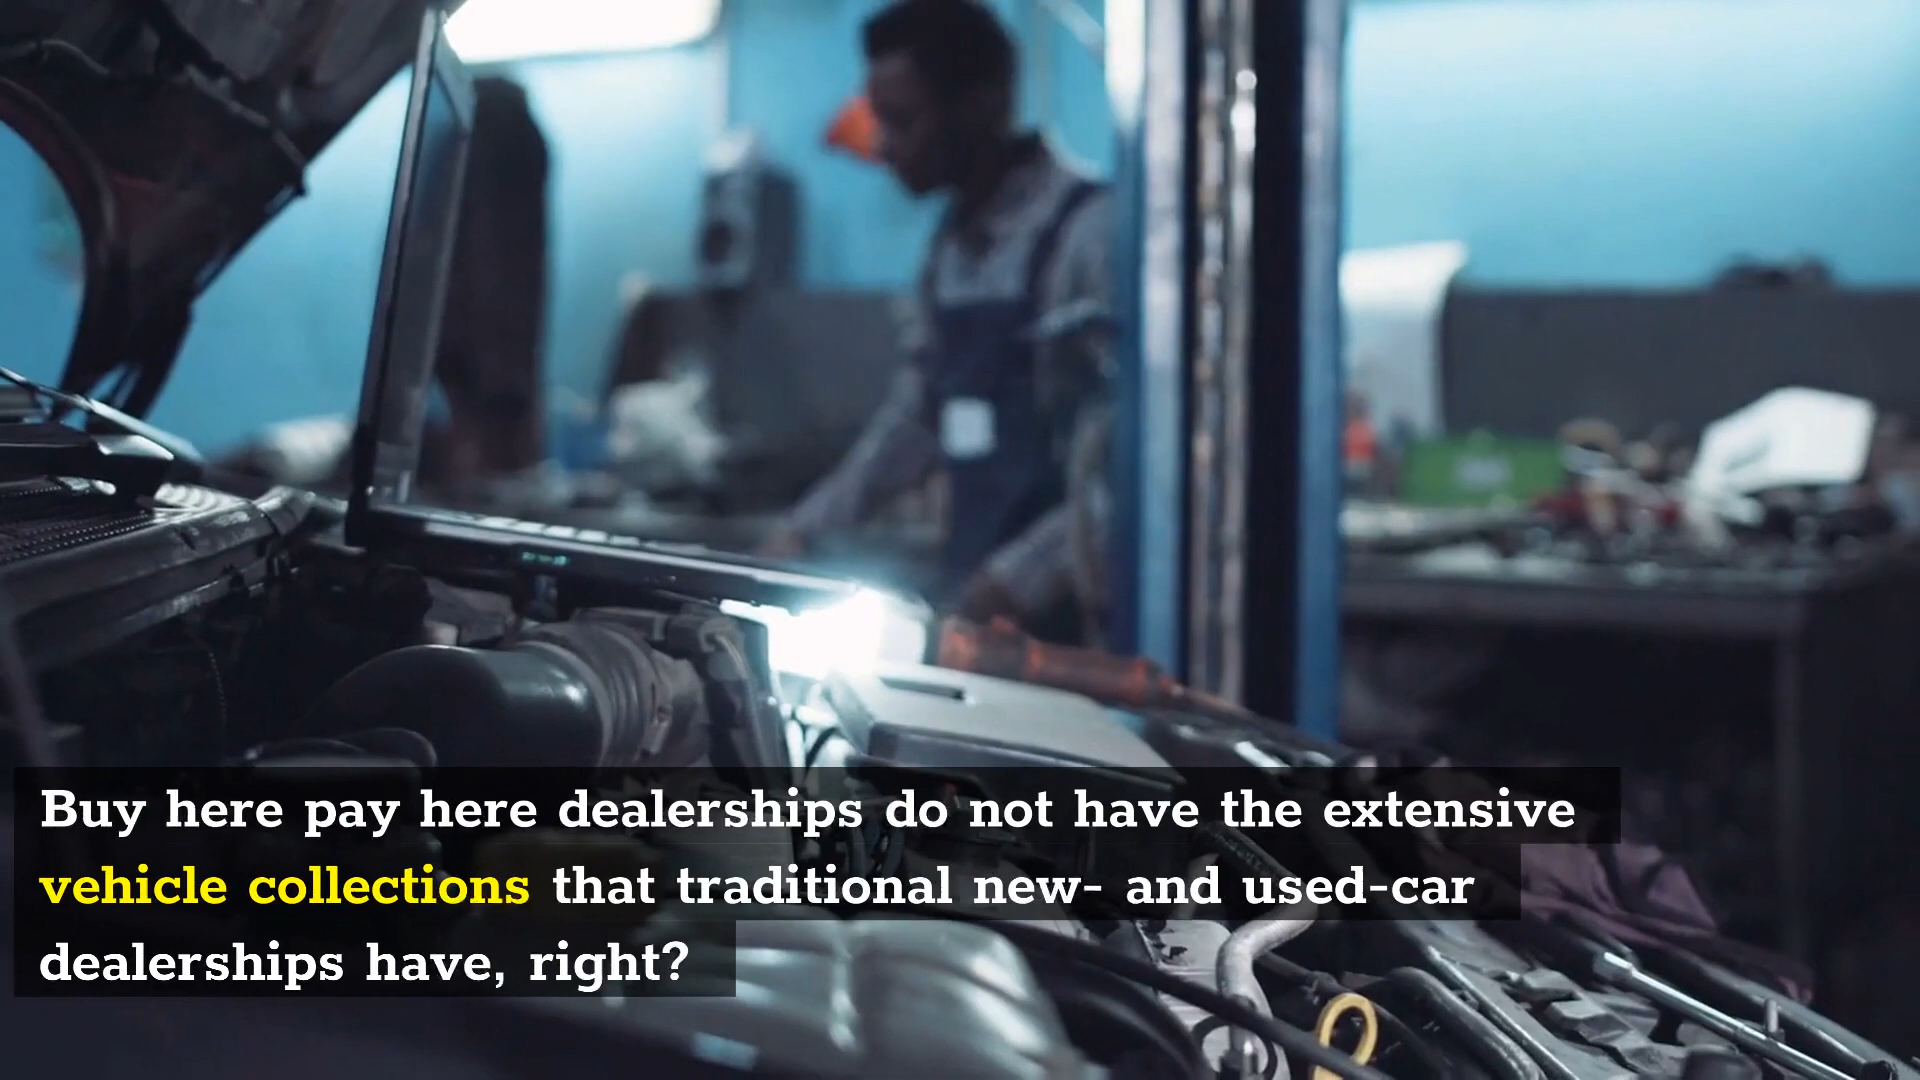 Buy here pay here dealerships do not have the extensive
vehicle collections that traditional new- and used-car
dealerships have, right?